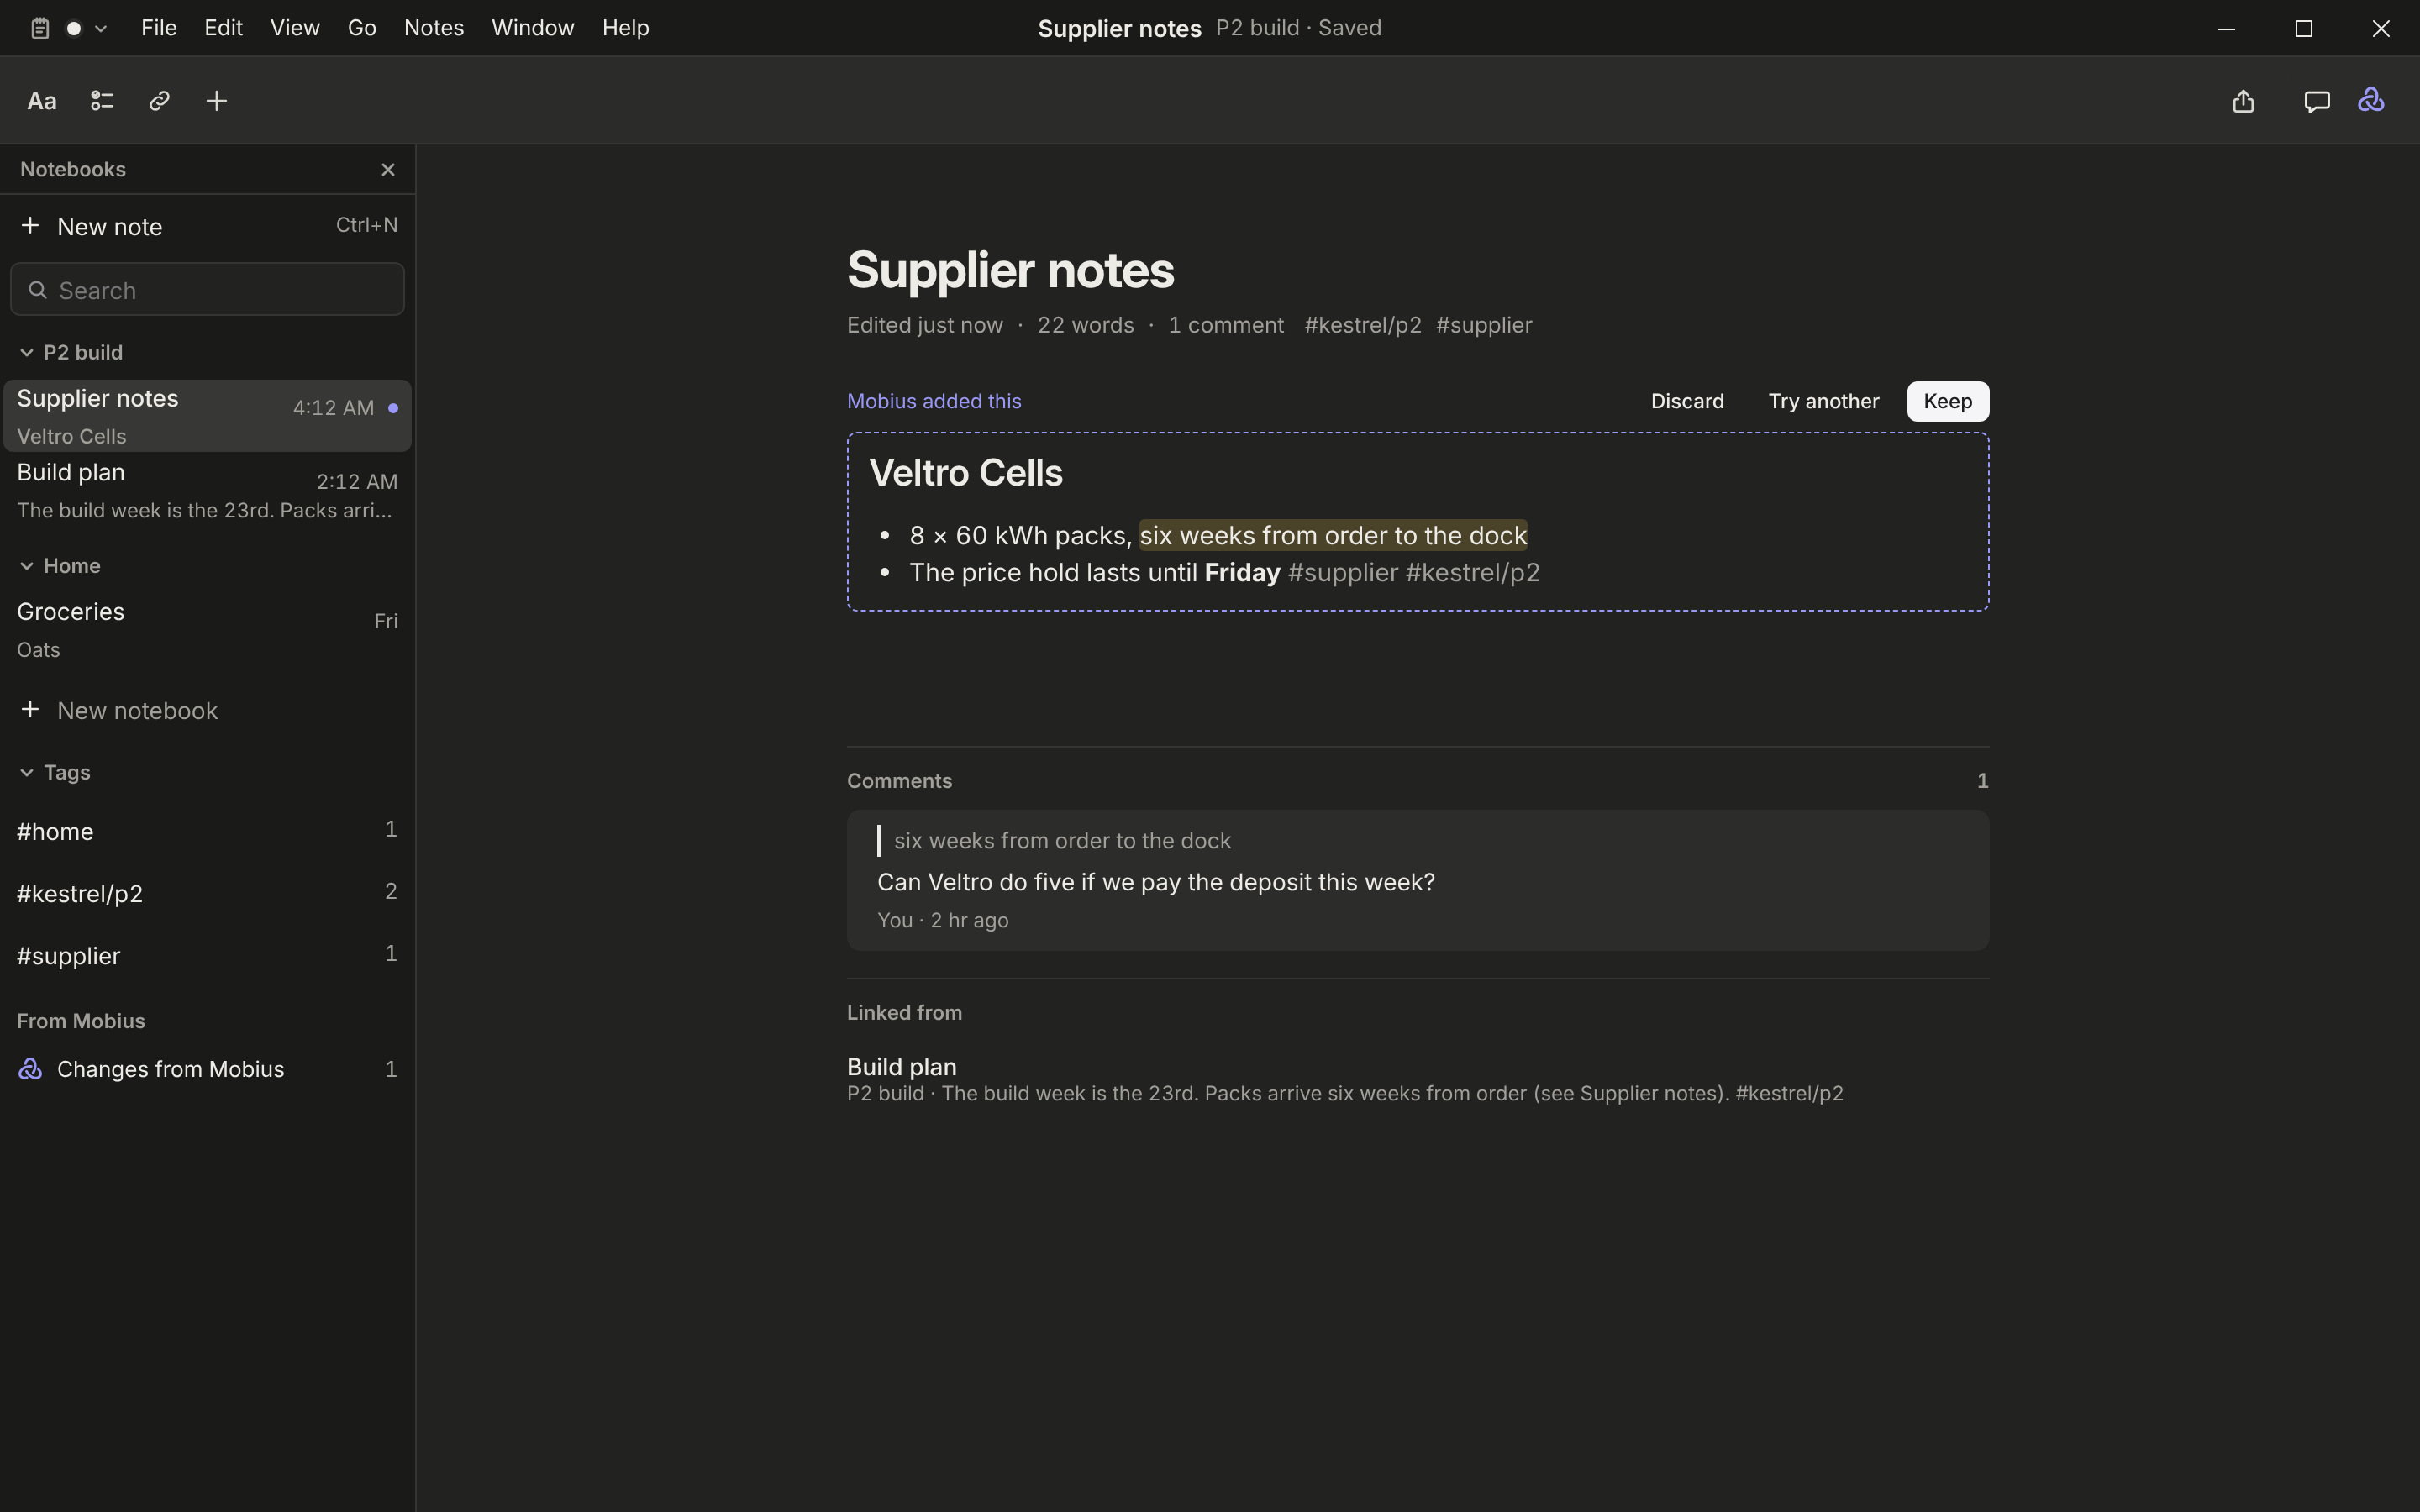 File Edit View Go Notes Window Help
Supplier notes P2 build · Saved
Aa
Notebooks
New note Ctrl+N
Search
P2 build
Supplier notes 4:12 AM
Veltro Cells
Build plan 2:12 AM
The build week is the 23rd. Packs arri...
Home
Groceries Fri
Oats
New notebook
Tags
#home 1
#kestrel/p2 2
#supplier 1
From Mobius
Changes from Mobius 1
Supplier notes
Edited just now · 22 words · 1 comment #kestrel/p2 #supplier
Mobius added this Discard Try another Keep
Veltro Cells
• 8 × 60 kWh packs, six weeks from order to the dock
• The price hold lasts until Friday #supplier #kestrel/p2
Comments 1
six weeks from order to the dock
Can Veltro do five if we pay the deposit this week?
You · 2 hr ago
Linked from
Build plan
P2 build · The build week is the 23rd. Packs arrive six weeks from order (see Supplier notes). #kestrel/p2